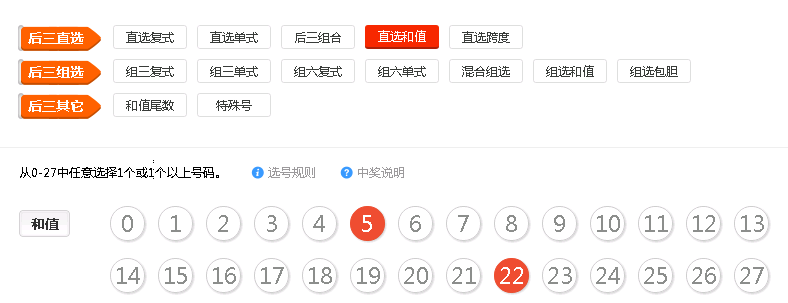 后三直选 直选复式 直选单式 后三组合 直选和值 直选跨度
后三组选 组三复式 组三单式 组六复式 组六单式 混合组选 组选和值 组选包胆
后三其它 和值尾数 特殊号
从0-27中任意选择1个或1个以上号码。 选号规则 中奖说明
和值 0 1 2 3 4 5 6 7 8 9 10 11 12 13
14 15 16 17 18 19 20 21 22 23 24 25 26 27